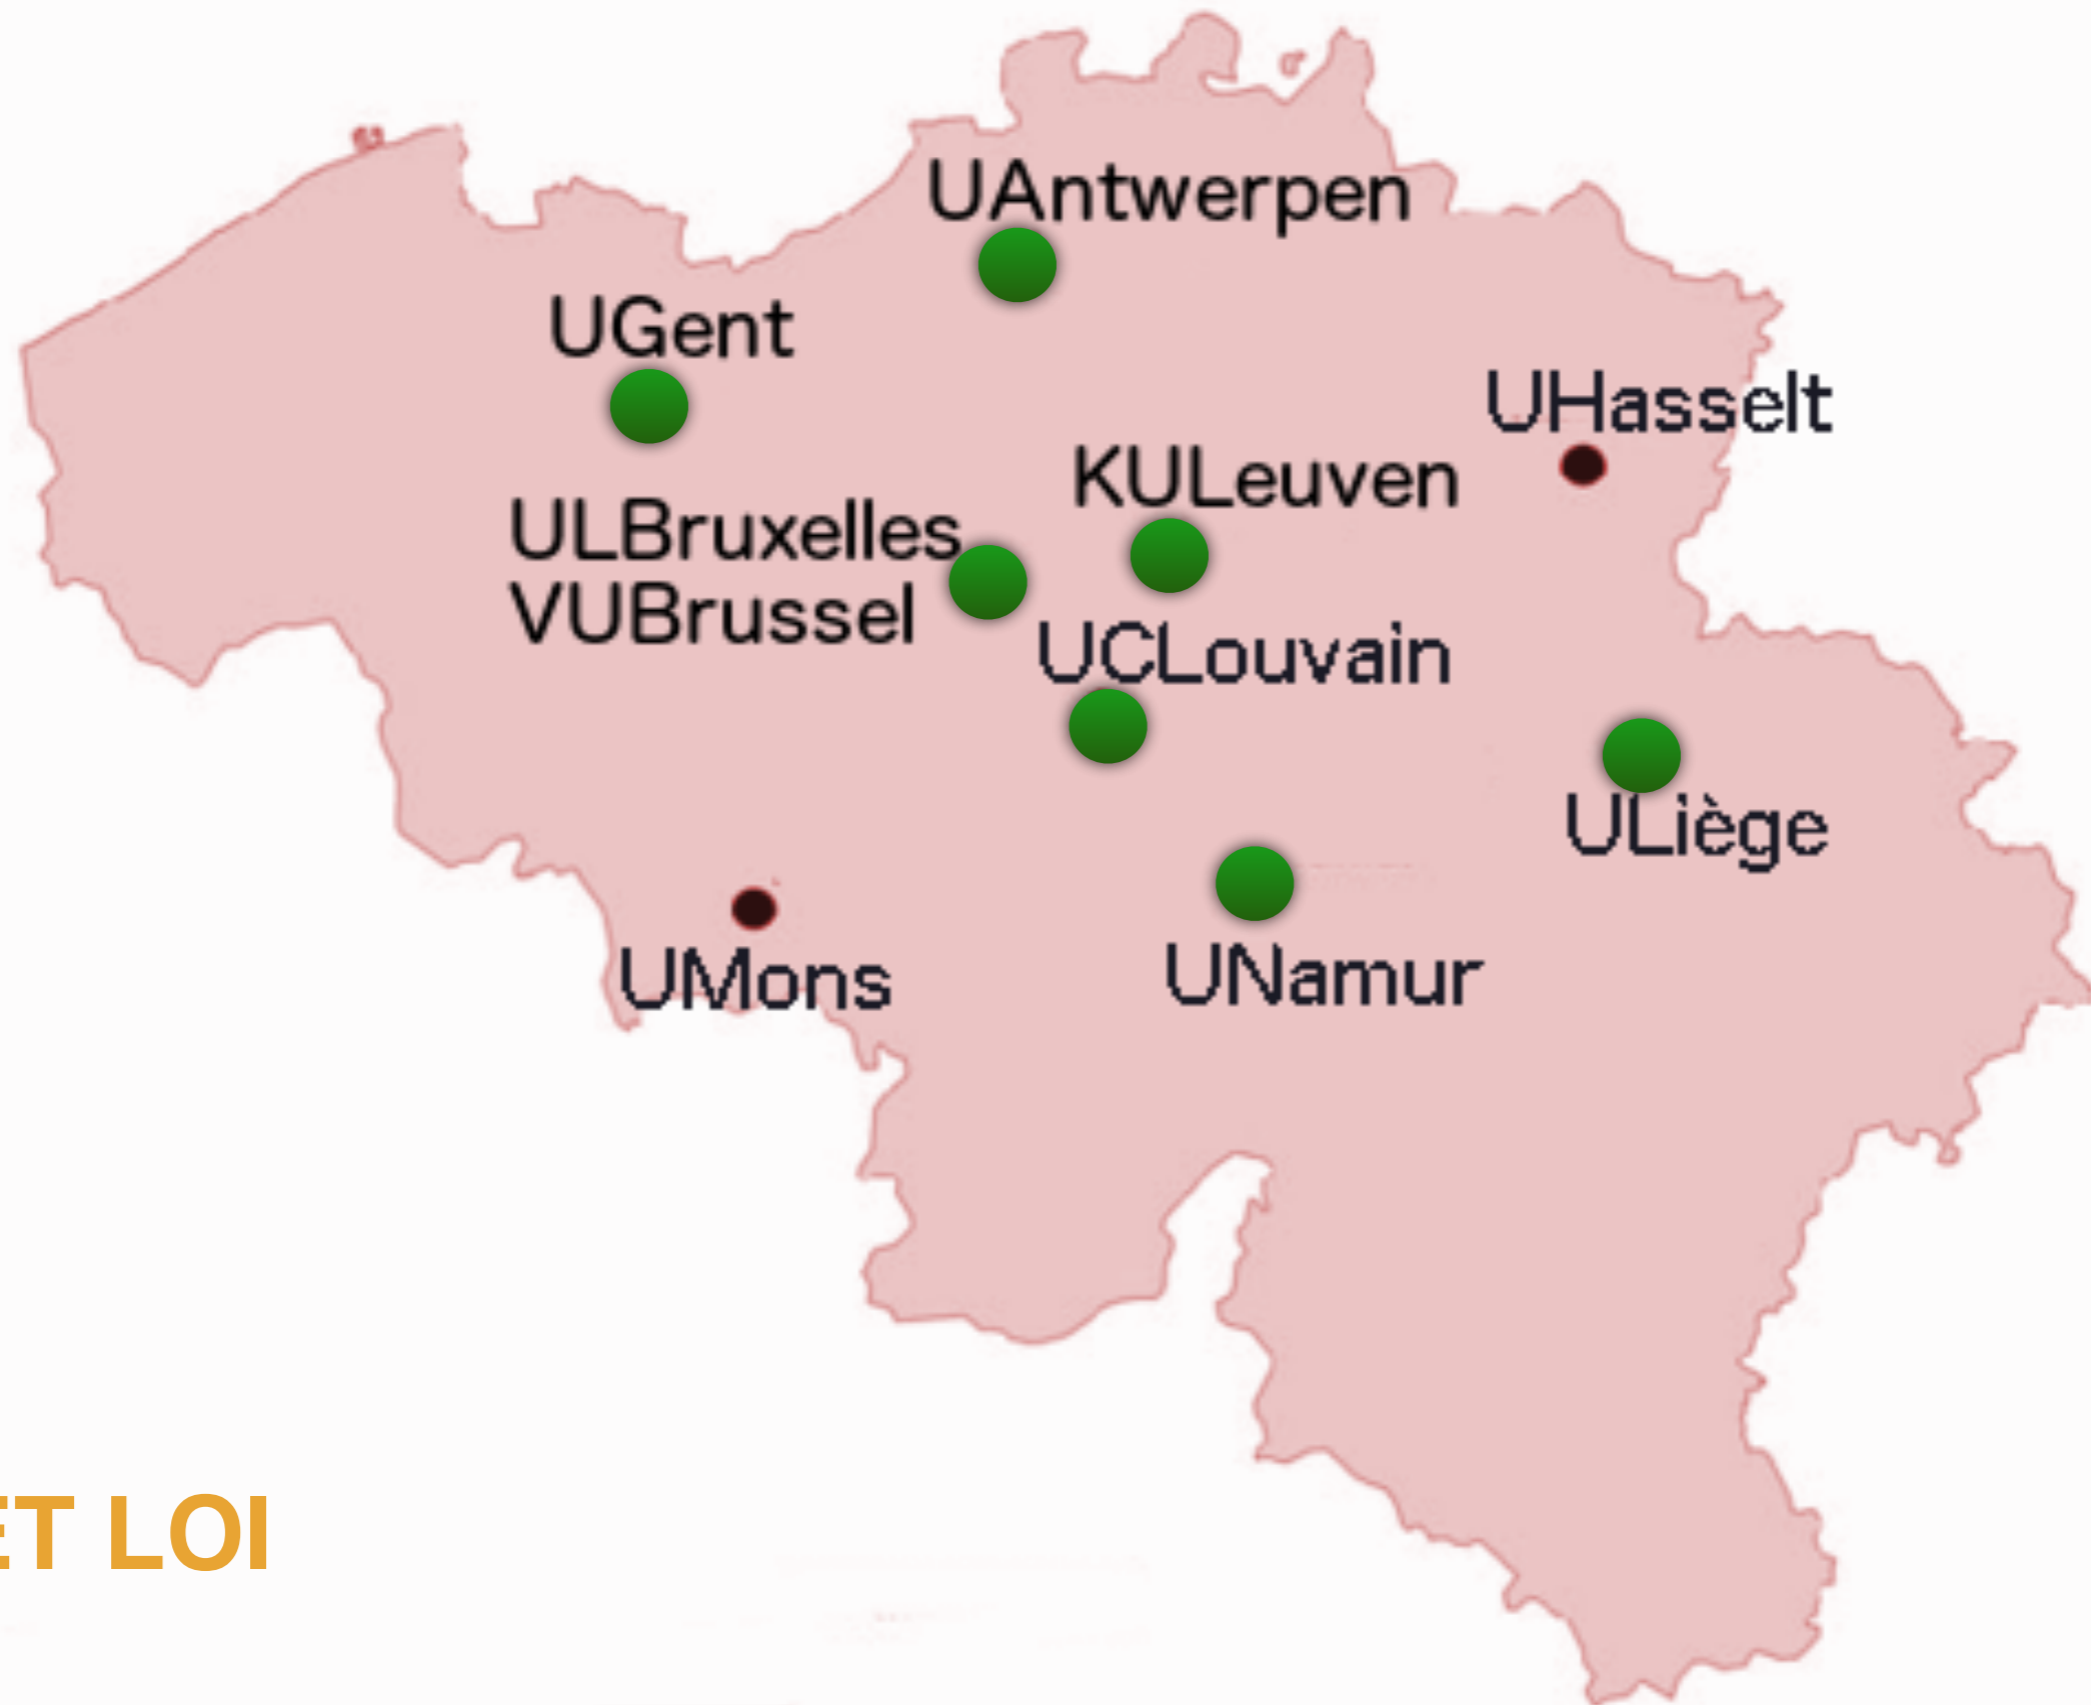 UAntwerpen
UGent
UHasselt
KULeuven
ULBruxelles
VUBrussel
UCLouvain
ULiège
UMons
UNamur
ET LOI